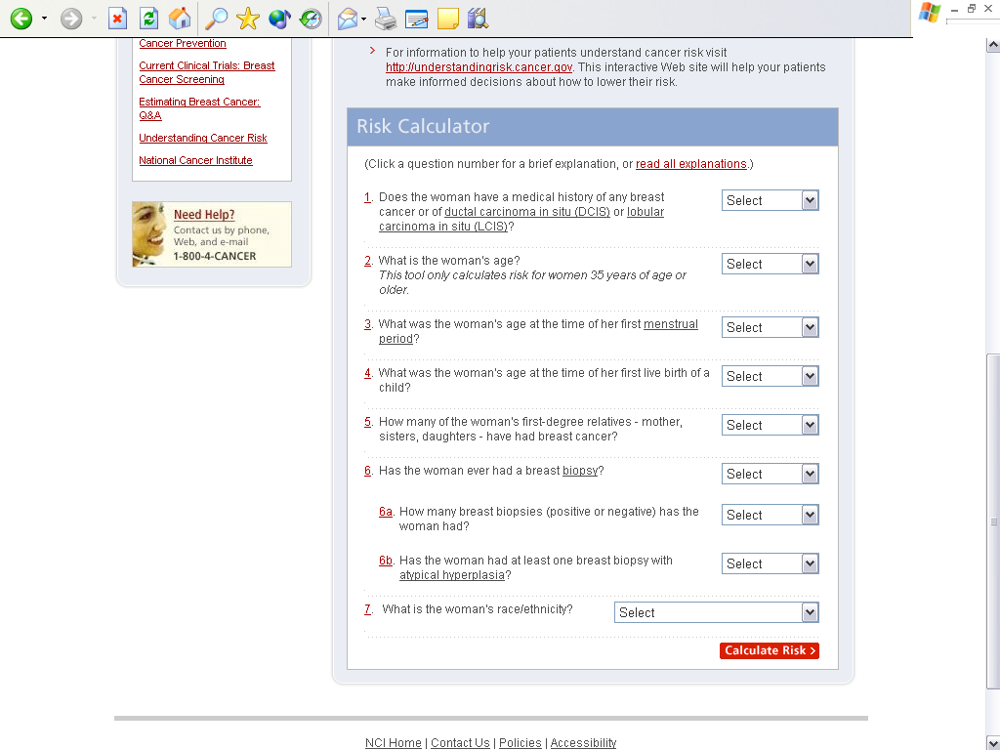 Cancer Prevention
Current Clinical Trials: Breast
Cancer Screening
Estimating Breast Cancer:
Q&A
Understanding Cancer Risk
National Cancer Institute
Need Help?
Contact us by phone,
Web, and e-mail
1-800-4-CANCER
For information to help your patients understand cancer risk visit
http://understandingrisk.cancer.gov. This interactive Web site will help your patients
make informed decisions about how to lower their risk.
Risk Calculator
(Click a question number for a brief explanation, or read all explanations.)
1. Does the woman have a medical history of any breast
cancer or of ductal carcinoma in situ (DCIS) or lobular
carcinoma in situ (LCIS)?
Select
2. What is the woman's age?
This tool only calculates risk for women 35 years of age or
older.
Select
3. What was the woman's age at the time of her first menstrual
period?
Select
4. What was the woman's age at the time of her first live birth of a
child?
Select
5. How many of the woman's first-degree relatives - mother,
sisters, daughters - have had breast cancer?
Select
6. Has the woman ever had a breast biopsy?
Select
6a. How many breast biopsies (positive or negative) has the
woman had?
Select
6b. Has the woman had at least one breast biopsy with
atypical hyperplasia?
Select
7. What is the woman's race/ethnicity?
Select
Calculate Risk >
NCI Home | Contact Us | Policies | Accessibility